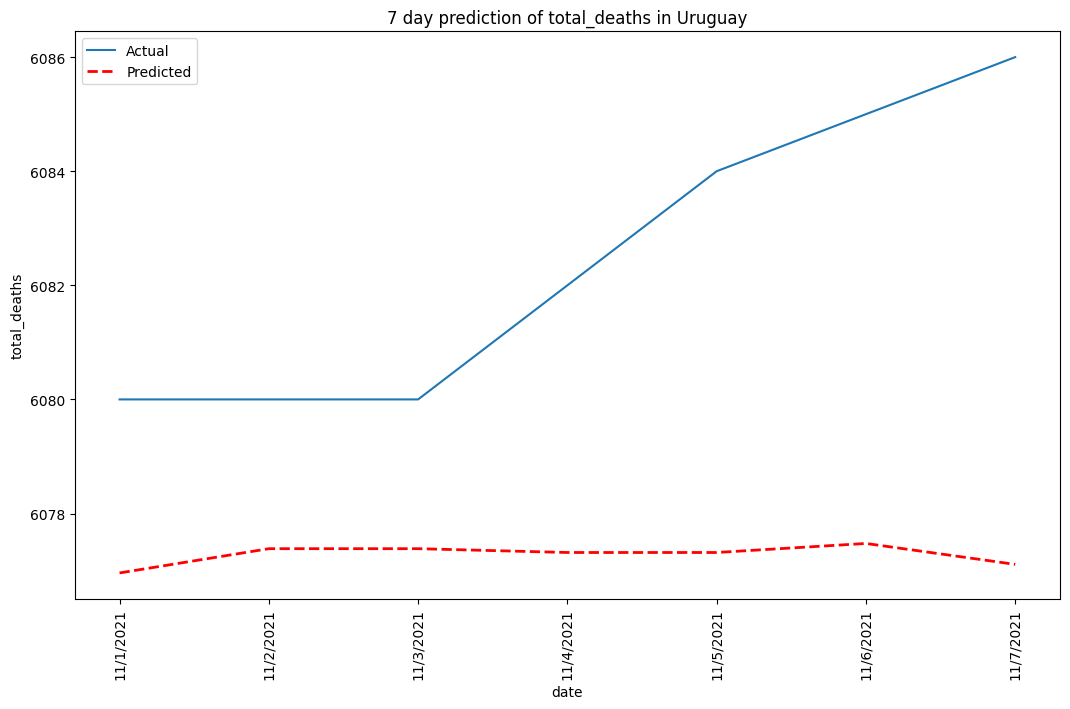 7 day prediction of total_deaths in Uruguay
Actual
Predicted
total_deaths
6086
6084
6082
6080
6078
11/1/2021
11/2/2021
11/3/2021
11/4/2021
11/5/2021
11/6/2021
11/7/2021
date